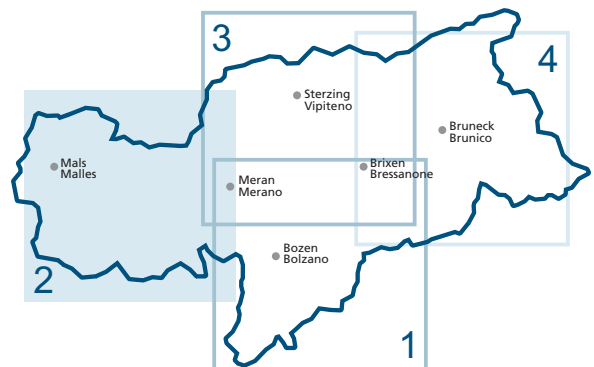 3
4
Sterzing
Vipiteno
Bruneck
Brunico
Mals
Malles
Brixen
Bressanone
Meran
Merano
Bozen
Bolzano
2
1